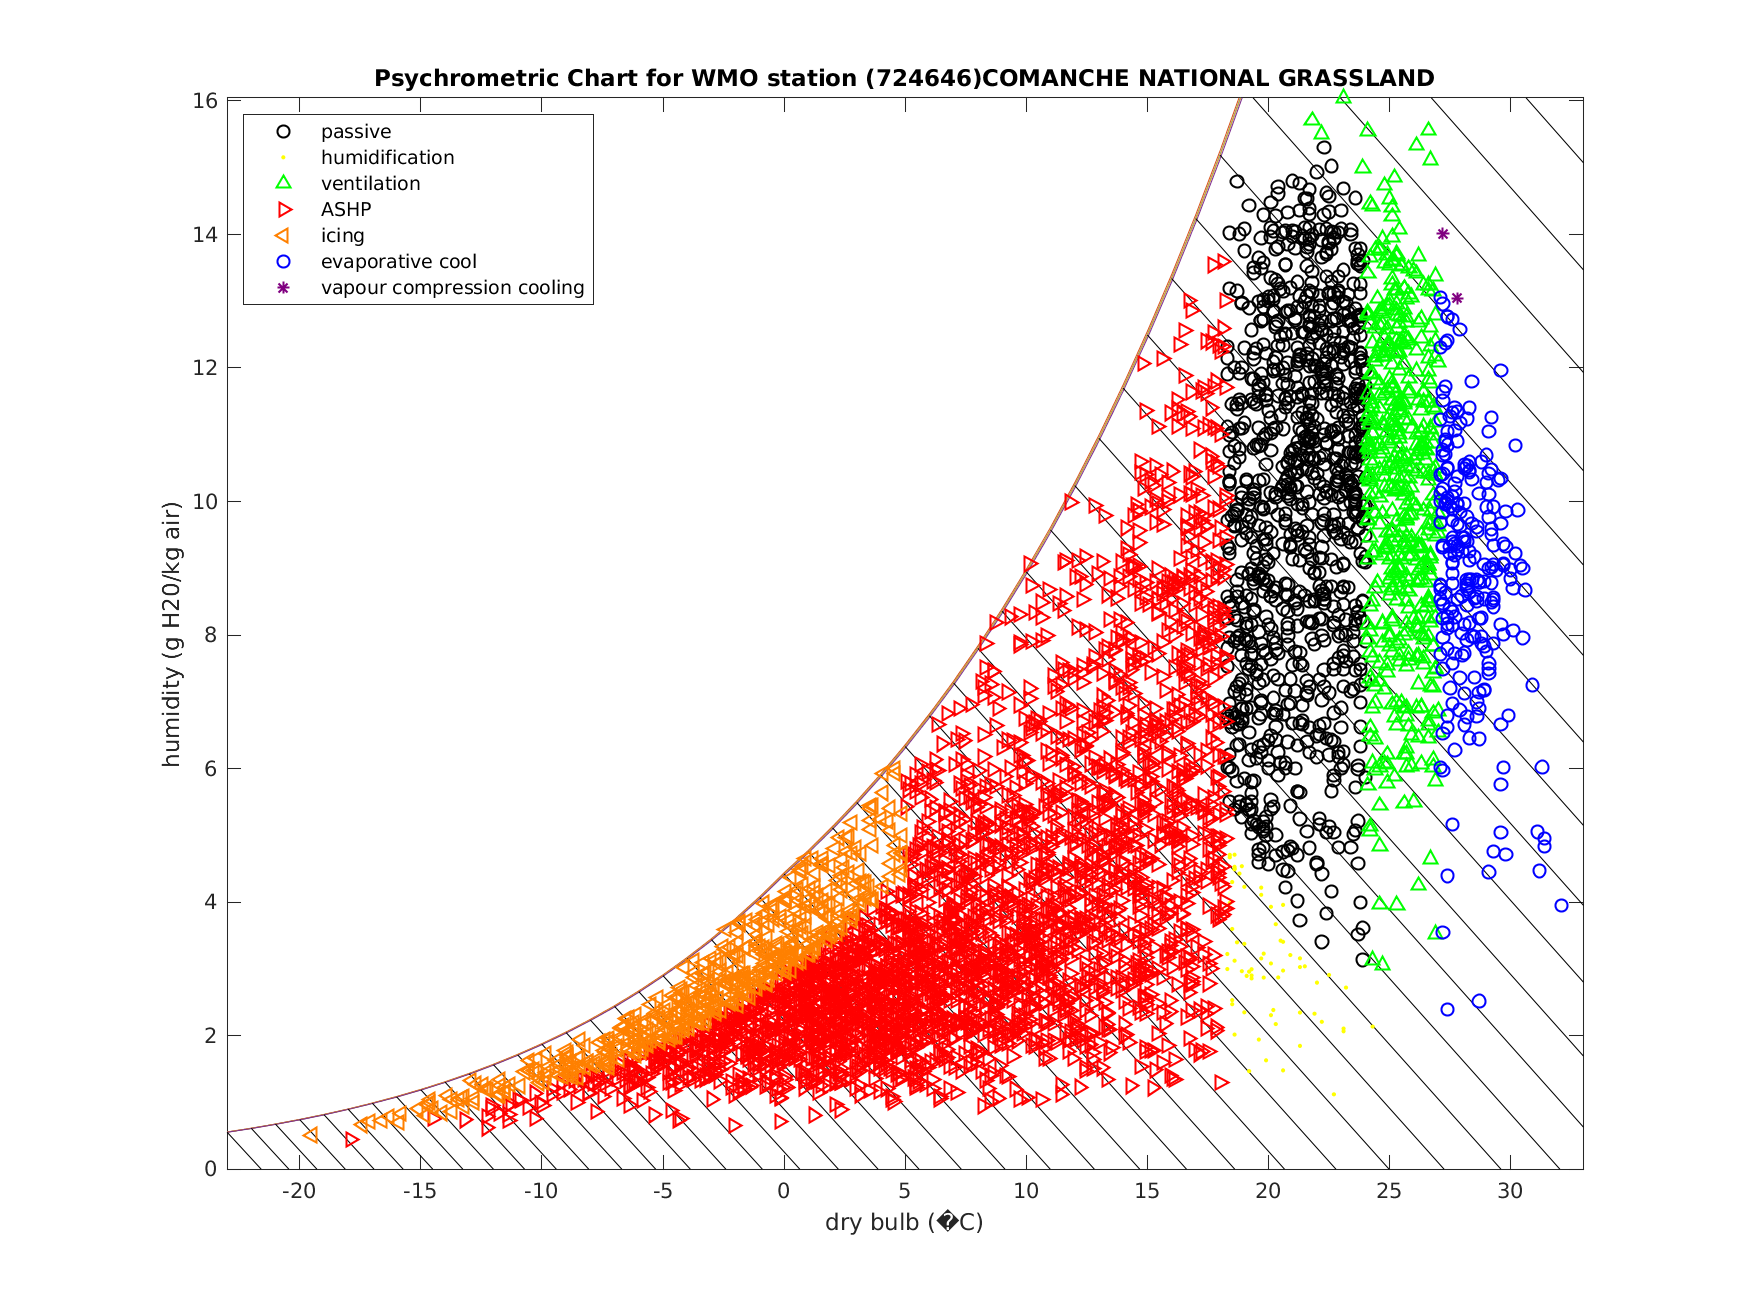 Psychrometric Chart for WMO station (724646)COMANCHE NATIONAL GRASSLAND
16
14
12
10
8
6
4
2
0
humidity (g H20/kg air)
passive
humidification
ventilation
ASHP
icing
evaporative cool
vapour compression cooling
-20 -15 -10 -5 0 5 10 15 20 25 30
dry bulb (�C)